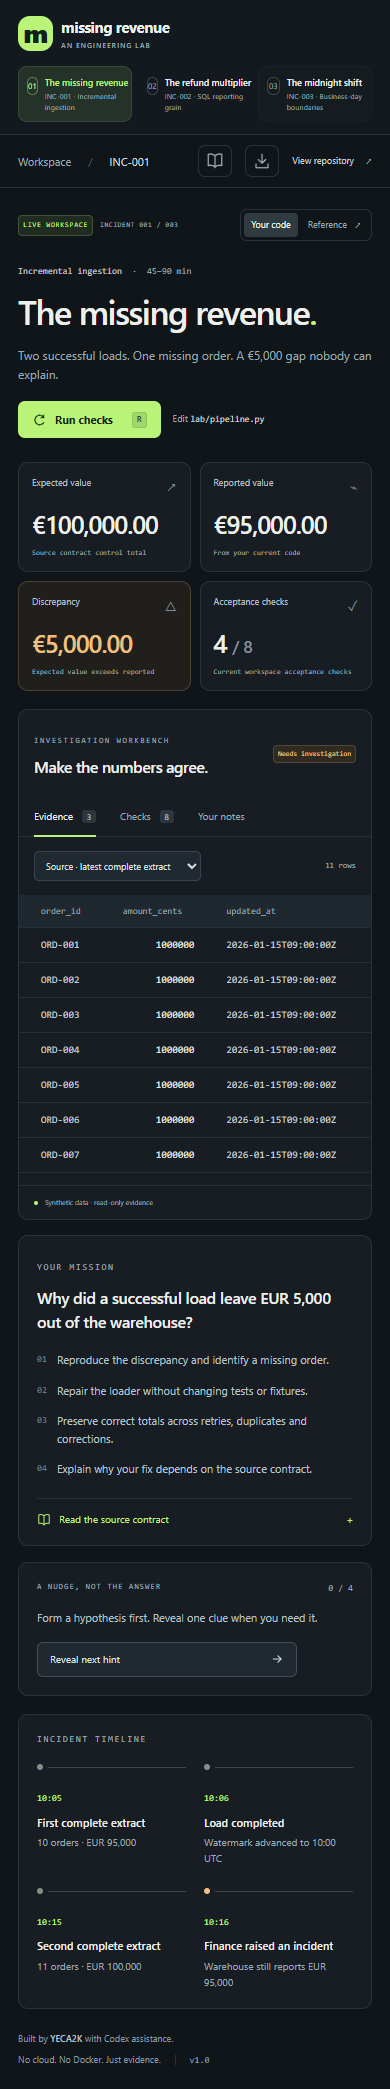 m missing revenue
AN ENGINEERING LAB
01 The missing revenue
INC-001 · Incremental
ingestion
02 The refund multiplier
INC-002 · SQL reporting
grain
03 The midnight shift
INC-003 · Business-day
boundaries
Workspace / INC-001
View repository ↗
LIVE WORKSPACE INCIDENT 001 / 003
Your code Reference ↗
Incremental ingestion · 45–90 min
The missing revenue.
Two successful loads. One missing order. A €5,000 gap nobody can
explain.
Run checks R
Edit lab/pipeline.py
Expected value ↗
€100,000.00
Source contract control total
Reported value
€95,000.00
From your current code
Discrepancy △
€5,000.00
Expected value exceeds reported
Acceptance checks ✓
4 / 8
Current workspace acceptance checks
INVESTIGATION WORKBENCH
Make the numbers agree.
Needs investigation
Evidence 3 Checks 8 Your notes
Source · latest complete extract
11 rows
order_id amount_cents updated_at
ORD-001 1000000 2026-01-15T09:00:00Z
ORD-002 1000000 2026-01-15T09:00:00Z
ORD-003 1000000 2026-01-15T09:00:00Z
ORD-004 1000000 2026-01-15T09:00:00Z
ORD-005 1000000 2026-01-15T09:00:00Z
ORD-006 1000000 2026-01-15T09:00:00Z
ORD-007 1000000 2026-01-15T09:00:00Z
Synthetic data · read-only evidence
YOUR MISSION
Why did a successful load leave EUR 5,000
out of the warehouse?
01 Reproduce the discrepancy and identify a missing order.
02 Repair the loader without changing tests or fixtures.
03 Preserve correct totals across retries, duplicates and
corrections.
04 Explain why your fix depends on the source contract.
Read the source contract +
A NUDGE, NOT THE ANSWER 0 / 4
Form a hypothesis first. Reveal one clue when you need it.
Reveal next hint →
INCIDENT TIMELINE
10:05
First complete extract
10 orders · EUR 95,000
10:06
Load completed
Watermark advanced to 10:00
UTC
10:15
Second complete extract
11 orders · EUR 100,000
10:16
Finance raised an incident
Warehouse still reports EUR
95,000
Built by YECA2K with Codex assistance.
No cloud. No Docker. Just evidence. v1.0